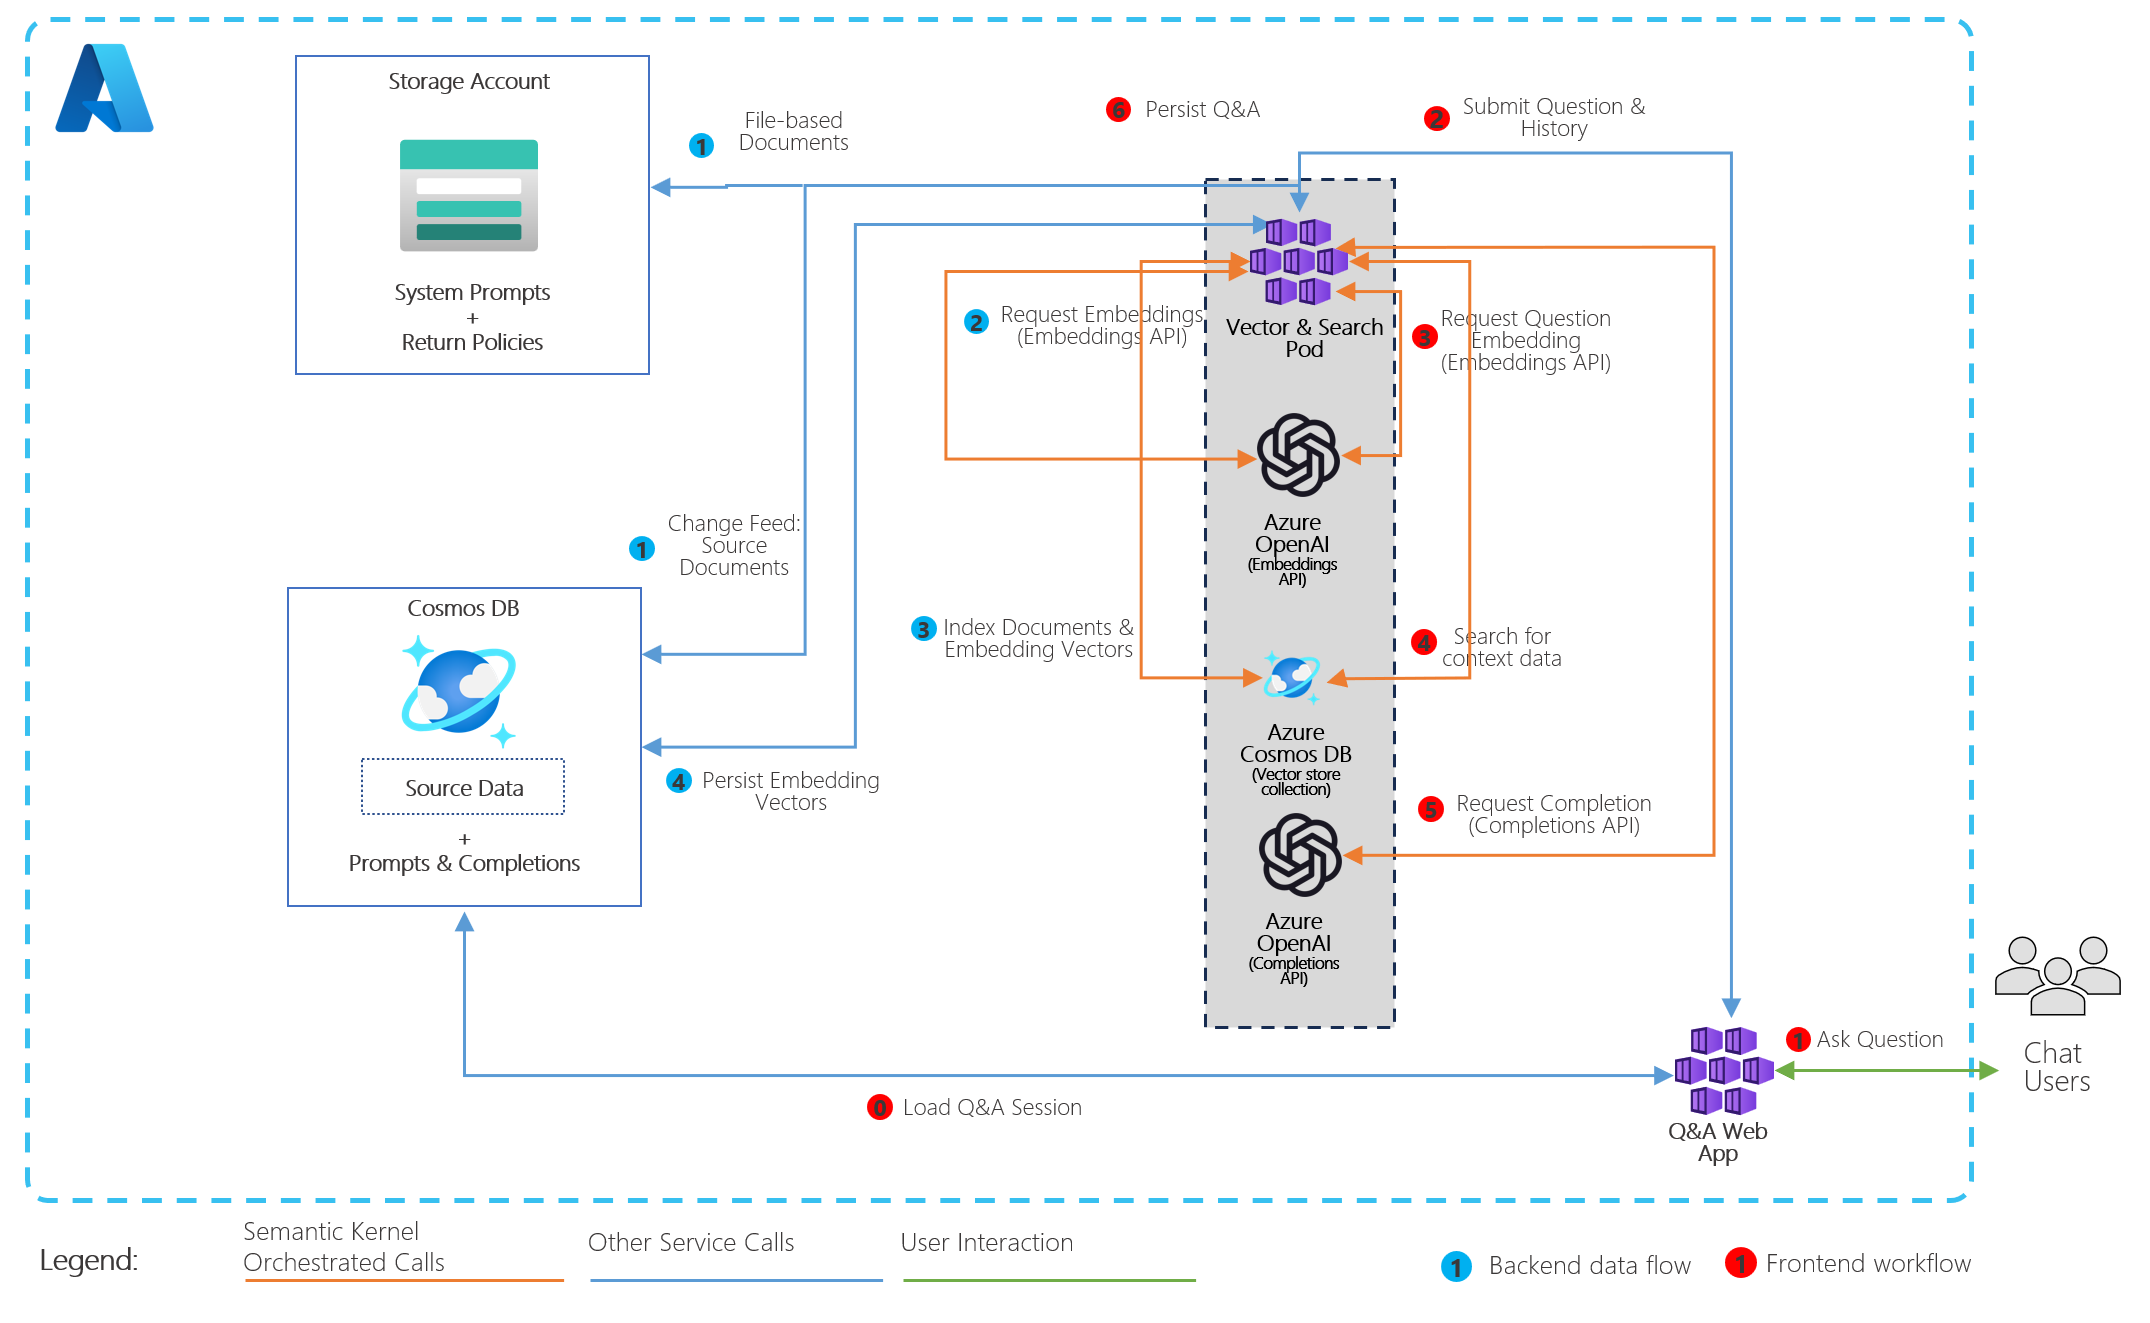 Storage Account
System Prompts
+
Return Policies
1
File-based
Documents
6 Persist Q&A
2
Submit Question &
History
2
Request Embeddings
(Embeddings API)
Vector & Search
Pod
3
Request Question
Embedding
(Embeddings API)
1
Change Feed:
Source
Documents
Azure
OpenAI
(Embeddings
API)
Cosmos DB
Source Data
+
Prompts & Completions
3
Index Documents &
Embedding Vectors
4
Search for
context data
4
Persist Embedding
Vectors
Azure
Cosmos DB
(Vector store
collection)
5
Request Completion
(Completions API)
Azure
OpenAI
(Completions
API)
1 Ask Question
Chat
Users
0 Load Q&A Session
Q&A Web
App
Legend:
Semantic Kernel
Orchestrated Calls
Other Service Calls
User Interaction
1 Backend data flow
1 Frontend workflow